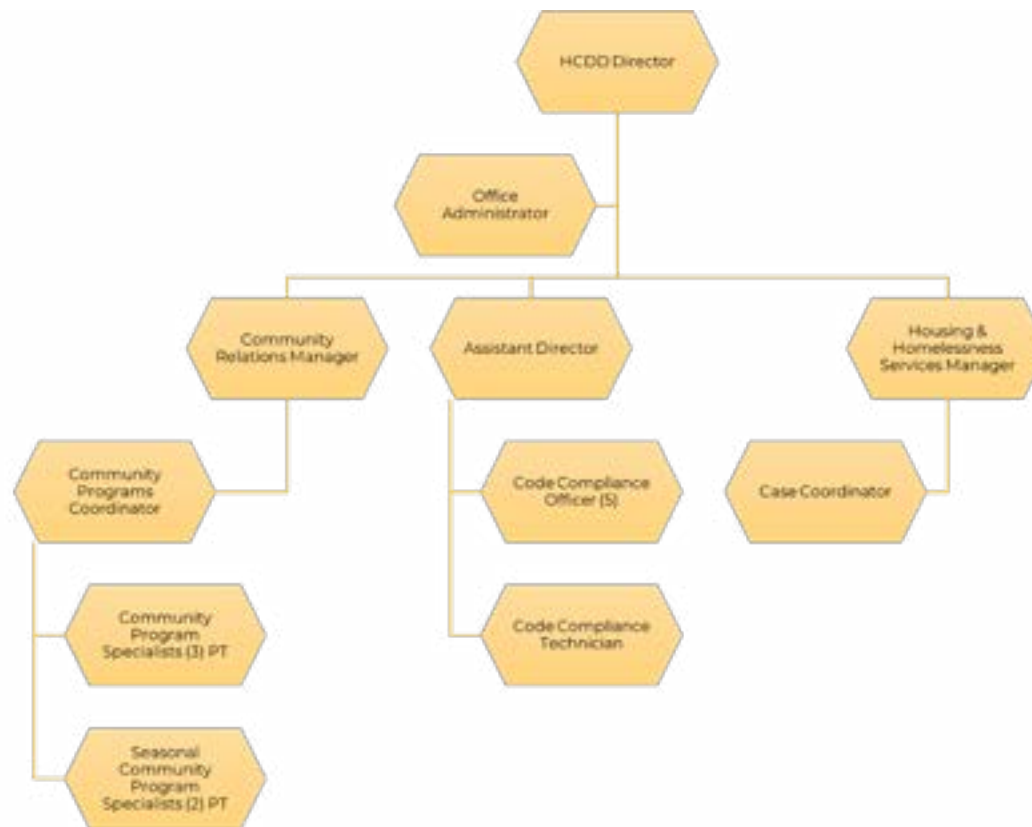 HCDD Director
Office
Administrator
Community
Relations Manager
Assistant Director
Housing &
Homelessness
Services Manager
Community
Programs
Coordinator
Code Compliance
Officer (5)
Case Coordinator
Community
Program
Specialists (3) PT
Code Compliance
Technician
Seasonal
Community
Program
Specialists (2) PT